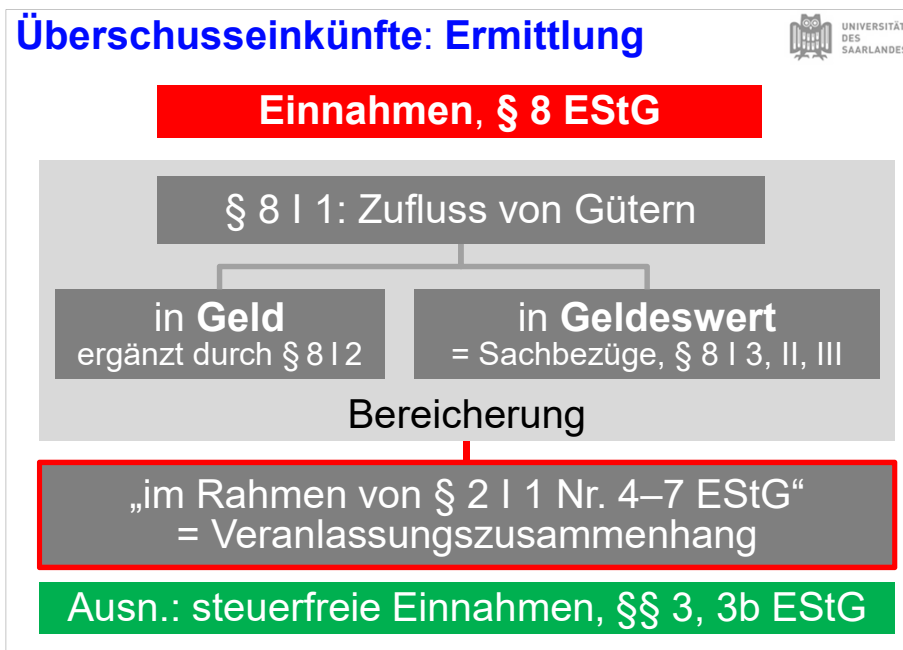 Überschusseinkünfte: Ermittlung
UNIVERSITÄT
DES
SAARLANDES
Einnahmen, § 8 EStG
§ 8 I 1: Zufluss von Gütern
in Geld
ergänzt durch § 8 I 2
in Geldeswert
= Sachbezüge, § 8 I 3, II, III
Bereicherung
„im Rahmen von § 2 I 1 Nr. 4–7 EStG“
= Veranlassungszusammenhang
Ausn.: steuerfreie Einnahmen, §§ 3, 3b EStG